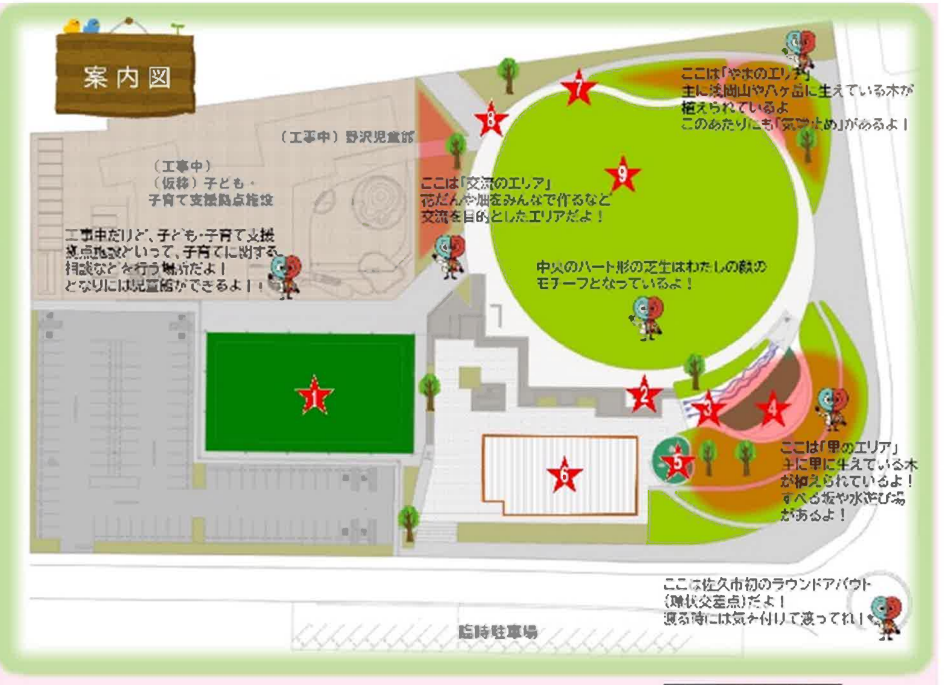 案内図
ここは「やまのエリア」
主に浅間山や八ヶ岳に生えている木が
植えられているよ
このあたりにも「気 止め」があるよ！
7
8
（工事中）野沢児童館
（工事中）
（仮称）子ども・
子育て支援拠点施設
9
ここは「交流のエリア」
花だんや畑をみんなで作るなど
交流を目的としたエリアだよ！
工事中だけど、子ども・子育て支援
拠点施設といって、子育てに関する
相談などを行う場所だよ！
となりには児童館ができるよ！！
中央のハート形の芝生はわたしの顔の
モチーフとなっているよ！
1
2
3
4
5
6
ここは「里のエリア」
主に里に生えている木
が植えられているよ！
すべる坂や水遊び場
があるよ！
ここは佐久市初のラウンドアバウト
（環状交差点）だよ！
渡る時には気を付けて渡ってね！
臨時駐車場